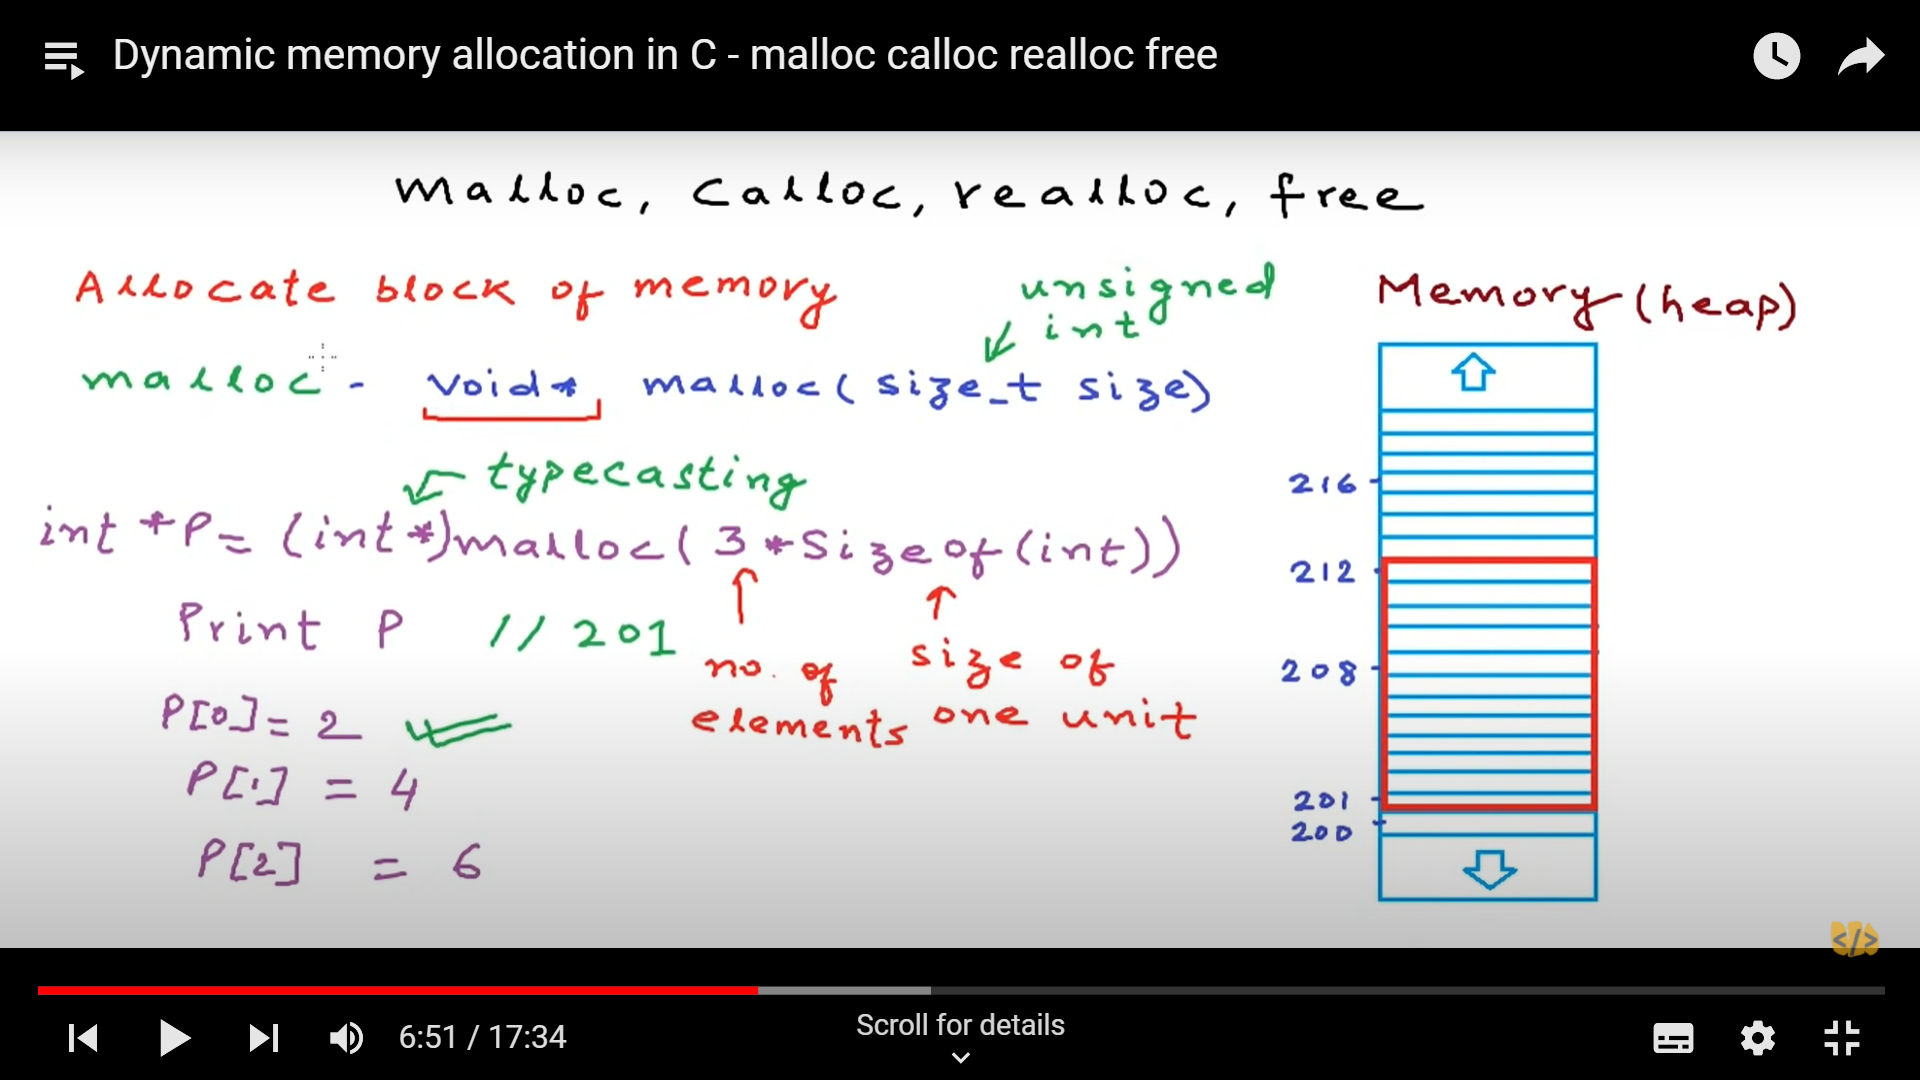 Dynamic memory allocation in C - malloc calloc realloc free
malloc, calloc, realloc, free
Allocate block of memory
unsigned
int
Memory (heap)
malloc - void* malloc(size_t size)
typecasting
216
int *P = (int*)malloc(3*Sizeof(int))
212
Print P // 201
no. of
elements
size of
one unit
208
P[0] = 2
P[1] = 4
201
200
P[2] = 6
</>
6:51 / 17:34
Scroll for details